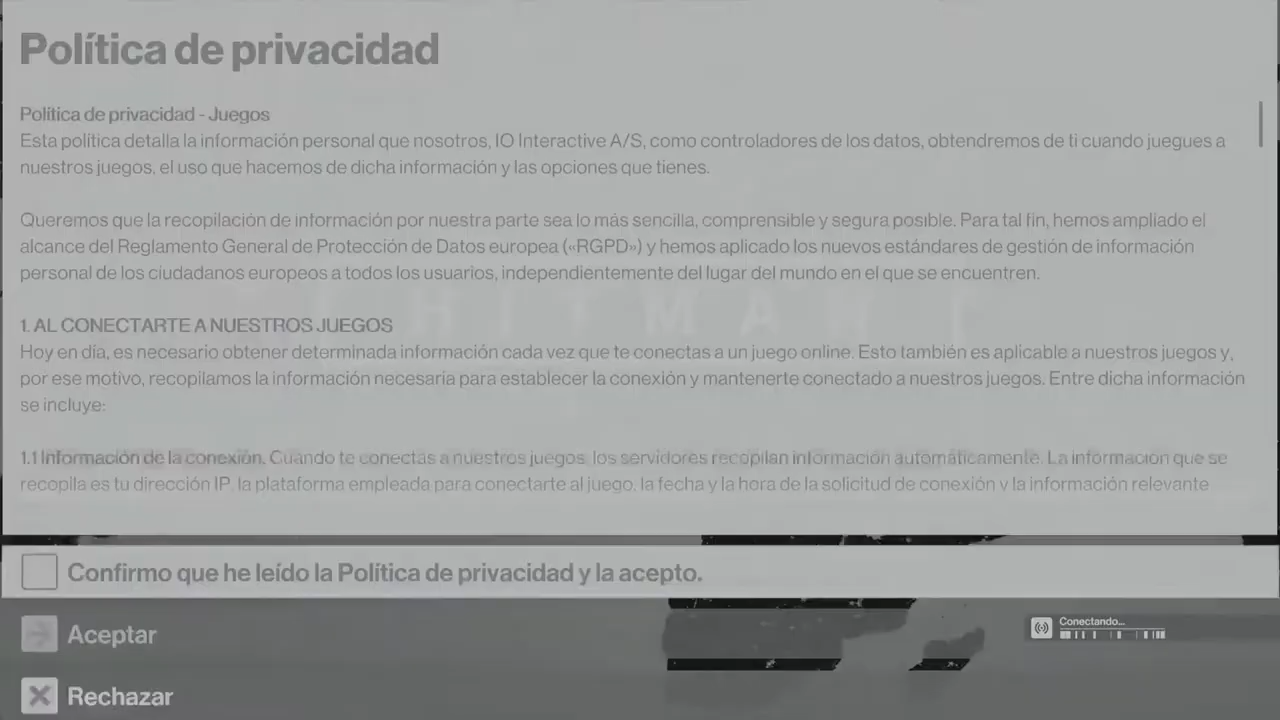 Política de privacidad
Política de privacidad - Juegos
Esta política detalla la información personal que nosotros, IO Interactive A/S, como controladores de los datos, obtendremos de ti cuando juegues a
nuestros juegos, el uso que hacemos de dicha información y las opciones que tienes.
Queremos que la recopilación de información por nuestra parte sea lo más sencilla, comprensible y segura posible. Para tal fin, hemos ampliado el
alcance del Reglamento General de Protección de Datos europea («RGPD») y hemos aplicado los nuevos estándares de gestión de información
personal de los ciudadanos europeos a todos los usuarios, independientemente del lugar del mundo en el que se encuentren.
HITMAN
1. AL CONECTARTE A NUESTROS JUEGOS
Hoy en día, es necesario obtener determinada información cada vez que te conectas a un juego online. Esto también es aplicable a nuestros juegos y,
por ese motivo, recopilamos la información necesaria para establecer la conexión y mantenerte conectado a nuestros juegos. Entre dicha información
se incluye:
1.1 Información de la conexión. Cuando te conectas a nuestros juegos, los servidores recopilan información automáticamente. La información que se
recopila es tu dirección IP, la plataforma empleada para conectarte al juego, la fecha y la hora de la solicitud de conexión y la información relevante
Confirmo que he leído la Política de privacidad y la acepto.
Aceptar
Conectando...
Rechazar